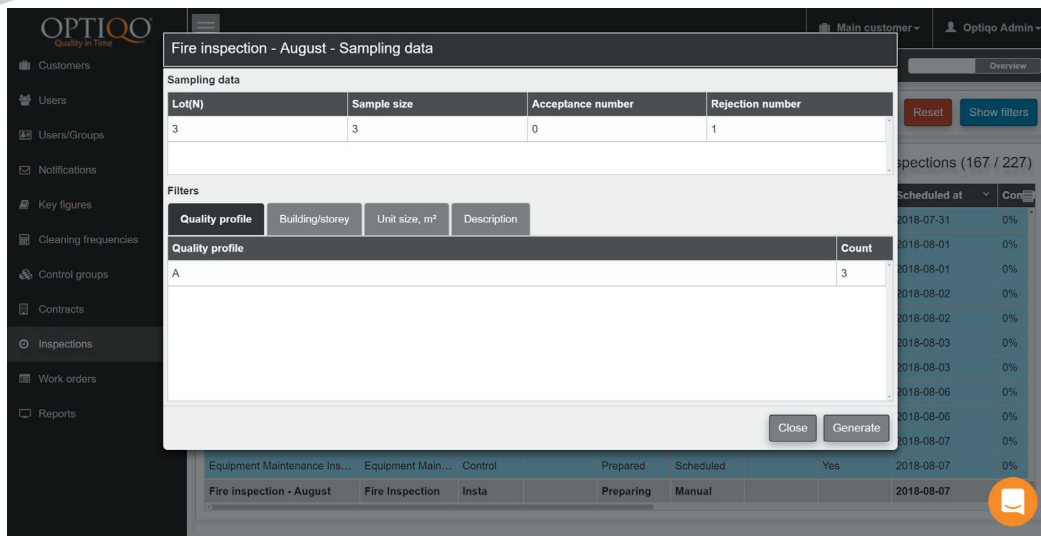 OPTIQO
Quality in Time
Main customer
Optiqo Admin
Customers
Users
Users/Groups
Notifications
Key figures
Cleaning frequencies
Control groups
Contracts
Inspections
Work orders
Reports
Overview
Reset
Show filters
spections (167 / 227)
Fire inspection - August - Sampling data
Sampling data
Lot(N) Sample size Acceptance number Rejection number
3 3 0 1
Filters
Quality profile Building/storey Unit size, m² Description
Quality profile Count
A 3
Close Generate
Scheduled at Con
2018-07-31 0%
2018-08-01 0%
2018-08-01 0%
2018-08-02 0%
2018-08-02 0%
2018-08-03 0%
2018-08-03 0%
2018-08-06 0%
2018-08-06 0%
2018-08-07 0%
Equipment Maintenance Ins... Equipment Main... Control Prepared Scheduled Yes 2018-08-07 0%
Fire inspection - August Fire Inspection Insta Preparing Manual 2018-08-07